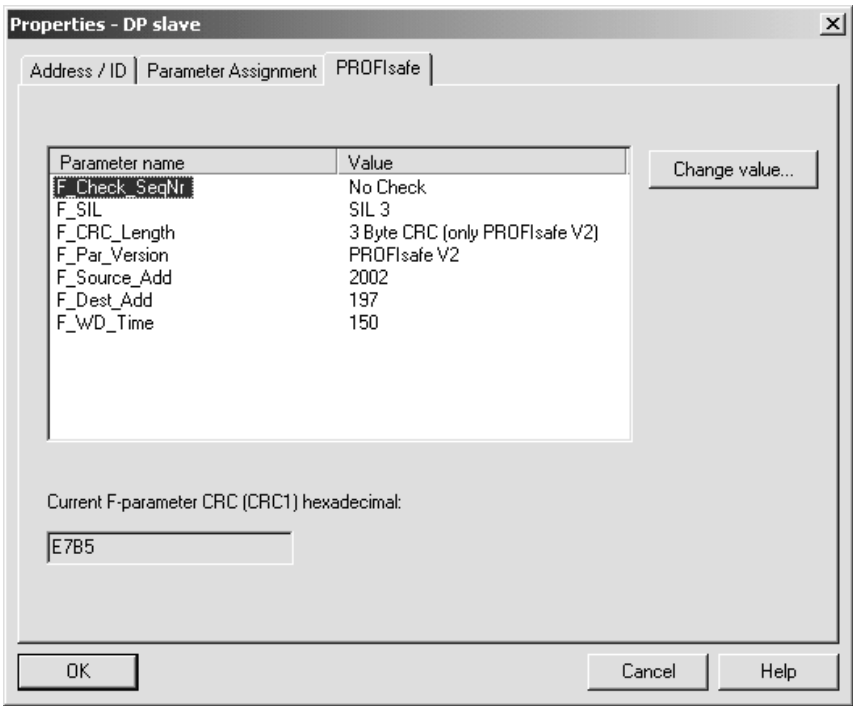 Properties - DP slave
Address / ID Parameter Assignment PROFIsafe
Parameter name Value
F_Check_SeqNr No Check
F_SIL SIL 3
F_CRC_Length 3 Byte CRC (only PROFIsafe V2)
F_Par_Version PROFIsafe V2
F_Source_Add 2002
F_Dest_Add 197
F_WD_Time 150
Change value...
Current F-parameter CRC (CRC1) hexadecimal:
E7B5
OK Cancel Help